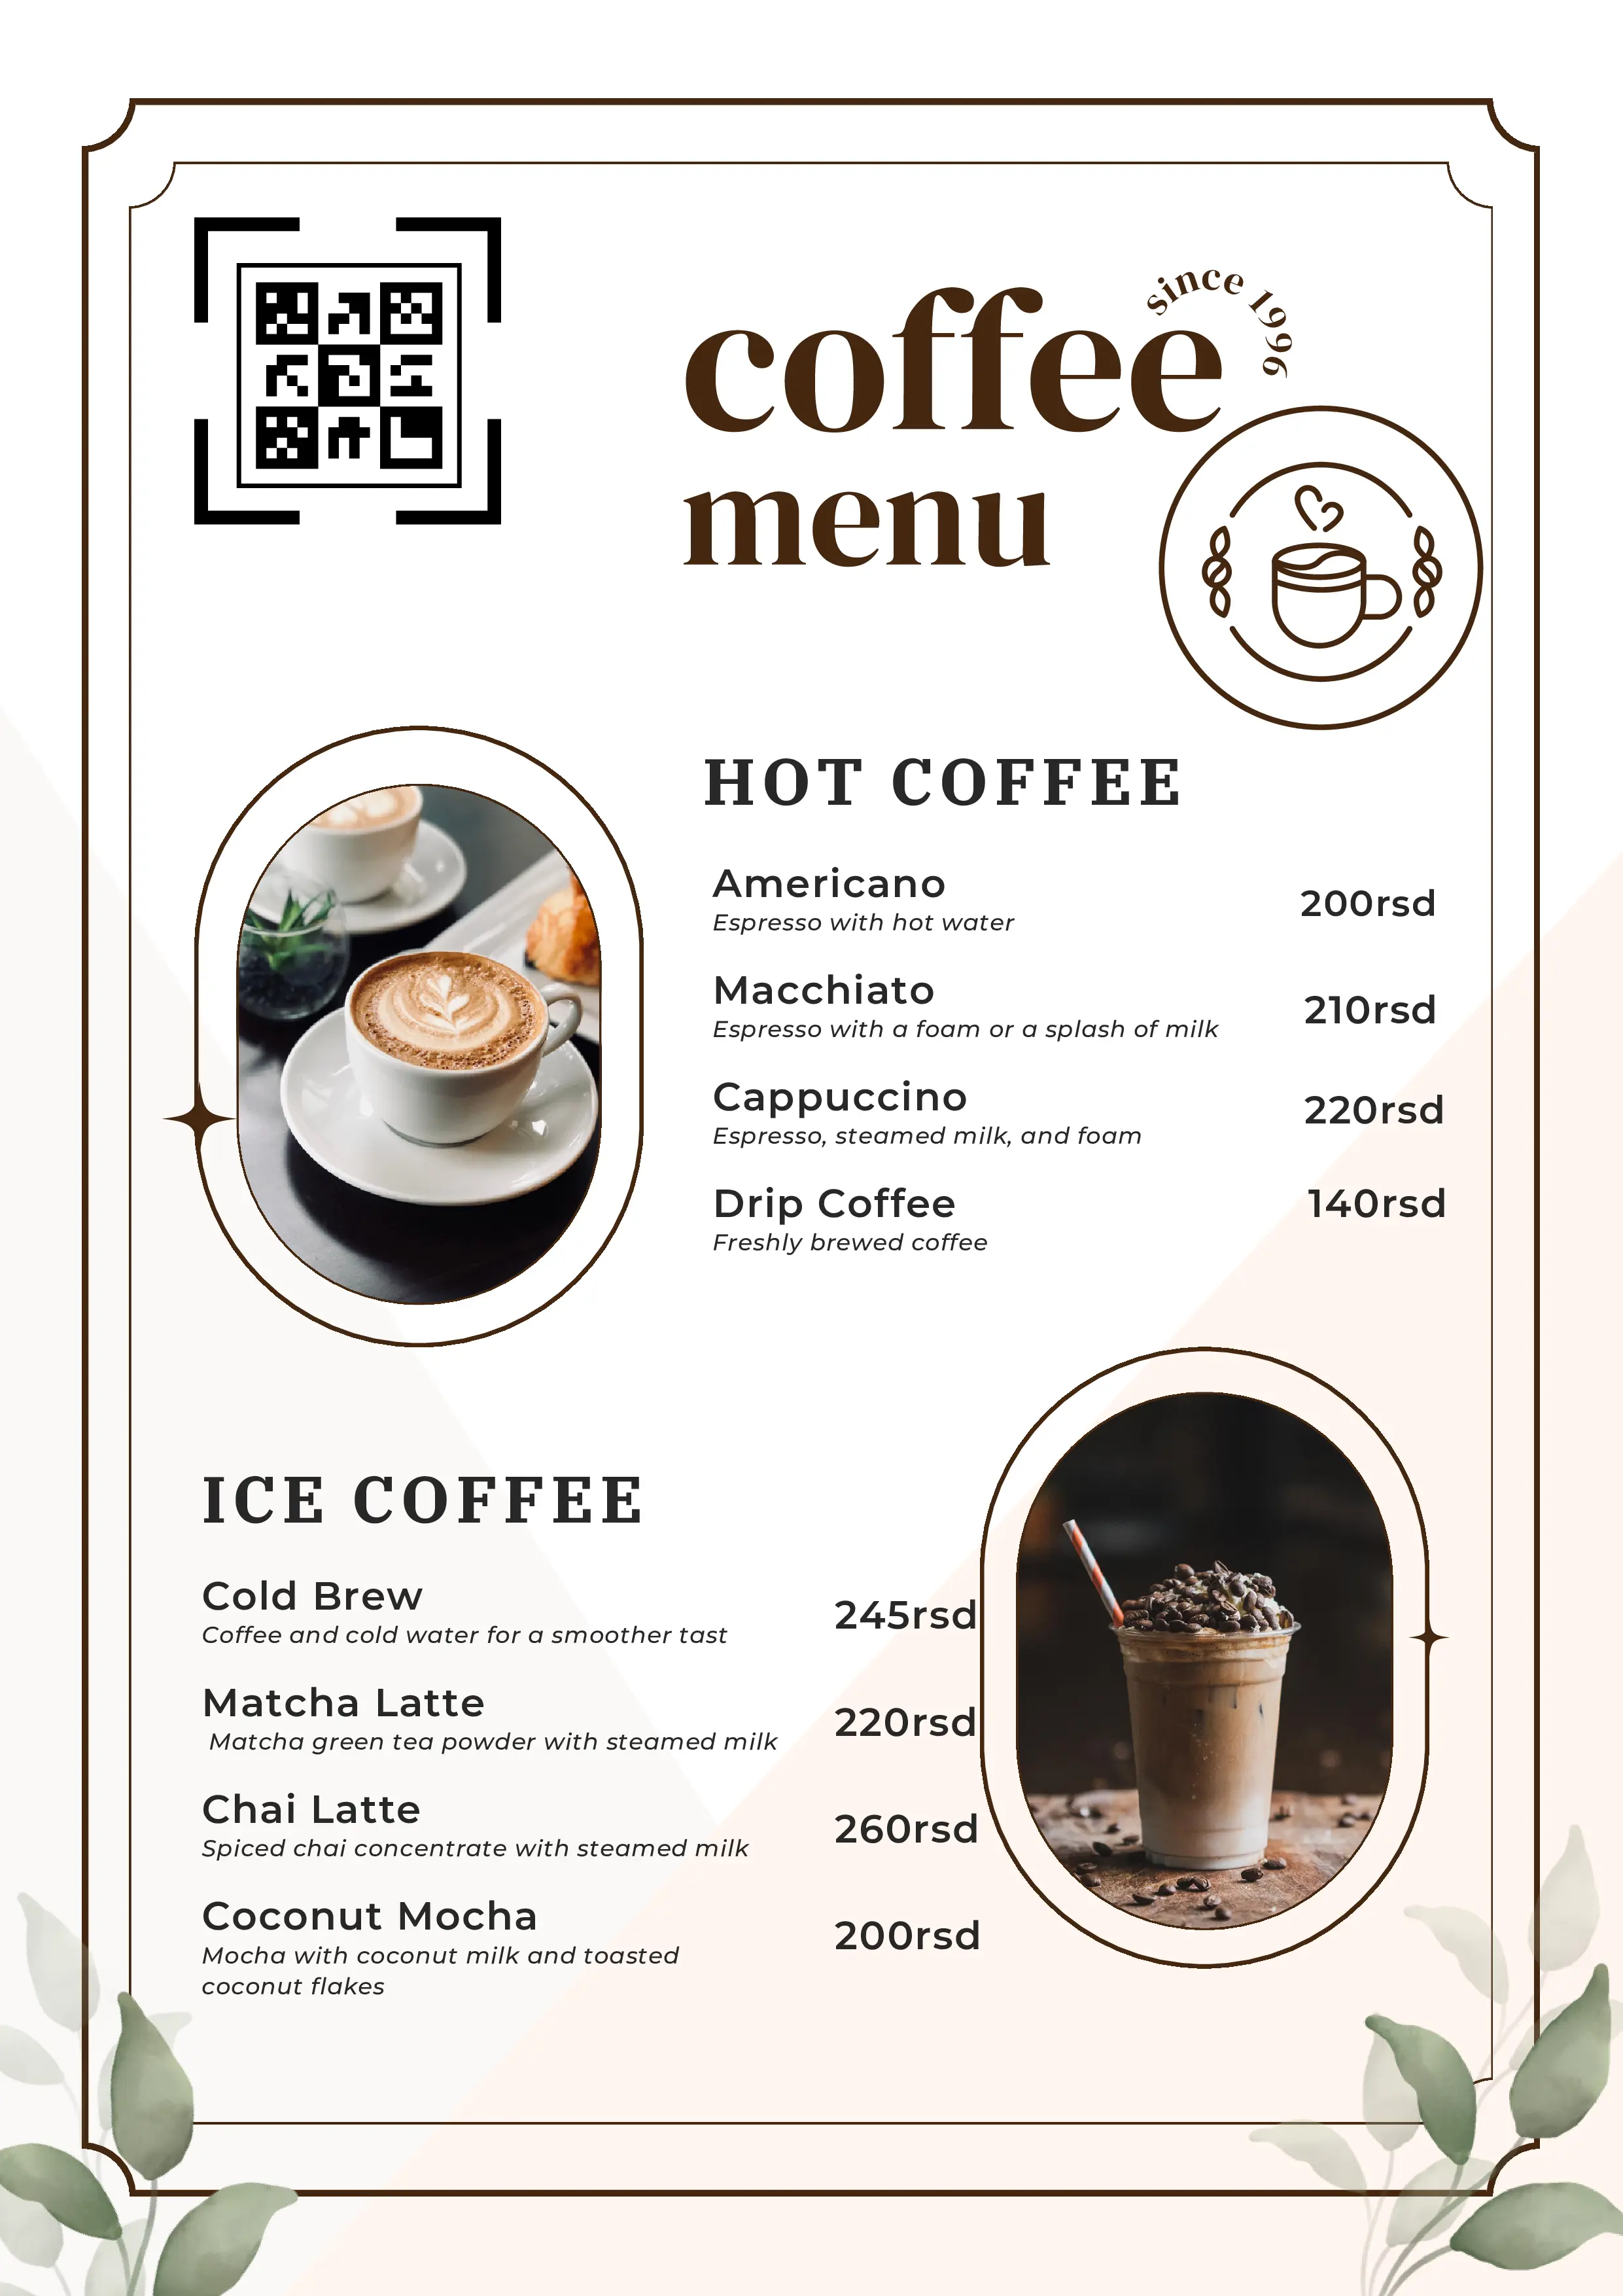 coffee
since 1996
menu
HOT COFFEE
Americano 200rsd
Espresso with hot water
Macchiato 210rsd
Espresso with a foam or a splash of milk
Cappuccino 220rsd
Espresso, steamed milk, and foam
Drip Coffee 140rsd
Freshly brewed coffee
ICE COFFEE
Cold Brew 245rsd
Coffee and cold water for a smoother tast
Matcha Latte 220rsd
Matcha green tea powder with steamed milk
Chai Latte 260rsd
Spiced chai concentrate with steamed milk
Coconut Mocha 200rsd
Mocha with coconut milk and toasted
coconut flakes